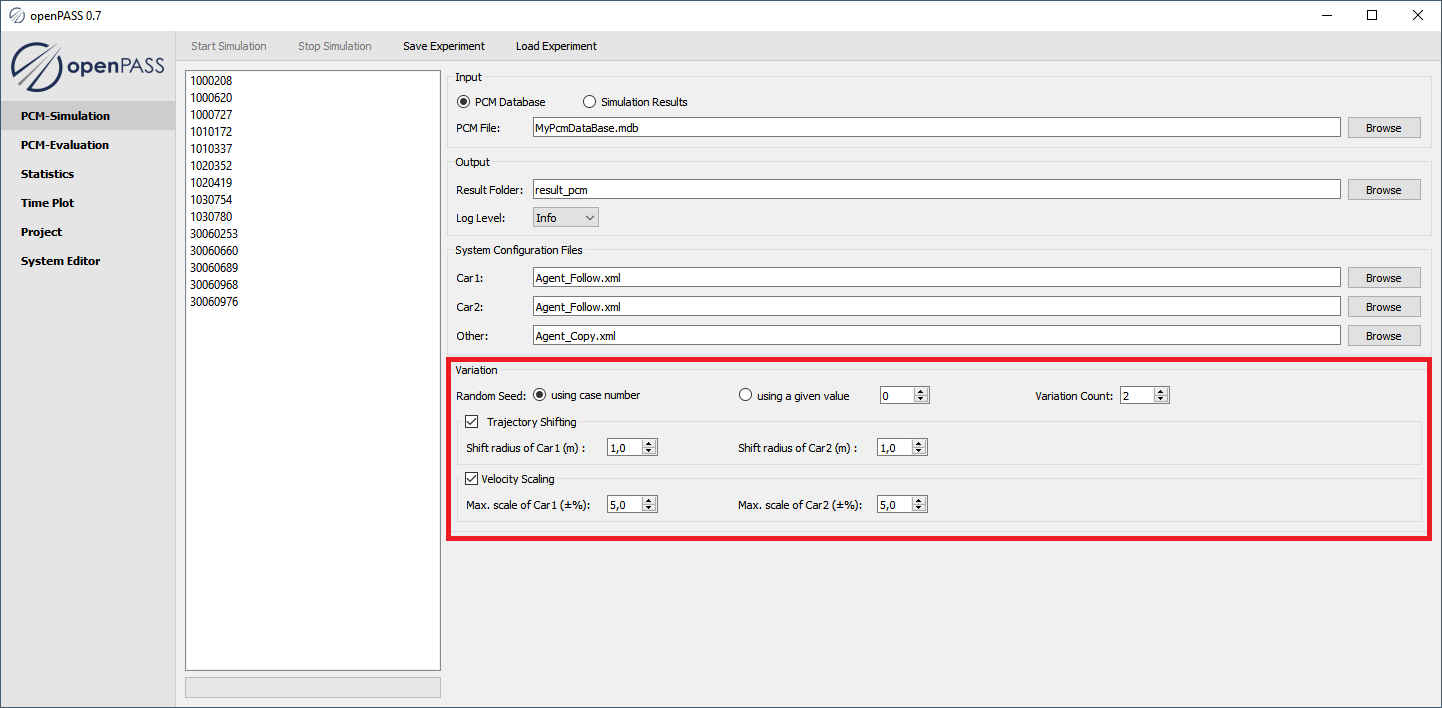 openPASS 0.7
openPASS
Start Simulation Stop Simulation Save Experiment Load Experiment
PCM-Simulation
PCM-Evaluation
Statistics
Time Plot
Project
System Editor
1000208
1000620
1000727
1010172
1010337
1020352
1020419
1030754
1030780
30060253
30060660
30060689
30060968
30060976
Input
PCM Database Simulation Results
PCM File: MyPcmDataBase.mdb Browse
Output
Result Folder: result_pcm Browse
Log Level: Info
System Configuration Files
Car1: Agent_Follow.xml Browse
Car2: Agent_Follow.xml Browse
Other: Agent_Copy.xml Browse
Variation
Random Seed: using case number using a given value 0 Variation Count: 2
Trajectory Shifting
Shift radius of Car1 (m) : 1,0 Shift radius of Car2 (m) : 1,0
Velocity Scaling
Max. scale of Car1 (±%): 5,0 Max. scale of Car2 (±%): 5,0